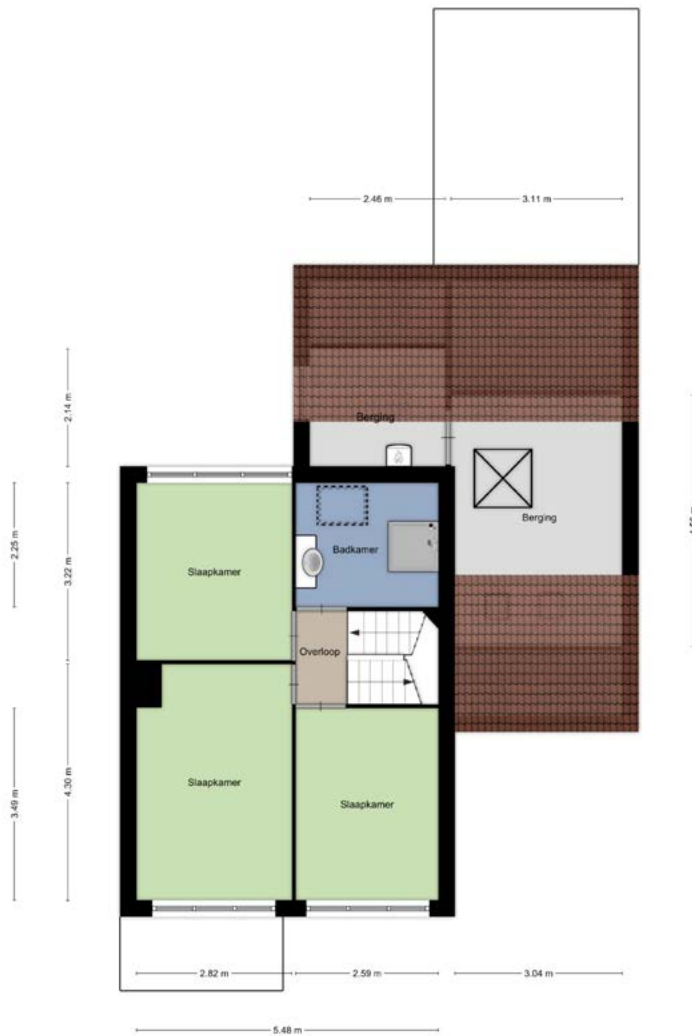 2.46 m
3.11 m
2.14 m
Berging
Berging
2.25 m
3.22 m
Badkamer
Slaapkamer
Overloop
3.49 m
4.30 m
Slaapkamer
Slaapkamer
2.82 m
2.59 m
3.04 m
5.48 m